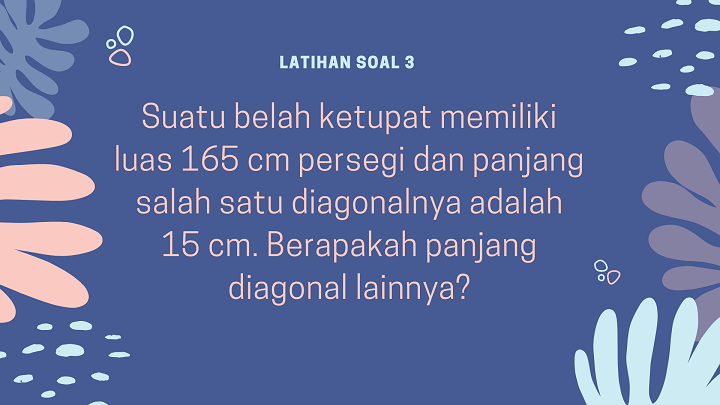 LATIHAN SOAL 3
Suatu belah ketupat memiliki
luas 165 cm persegi dan panjang
salah satu diagonalnya adalah
15 cm. Berapakah panjang
diagonal lainnya?